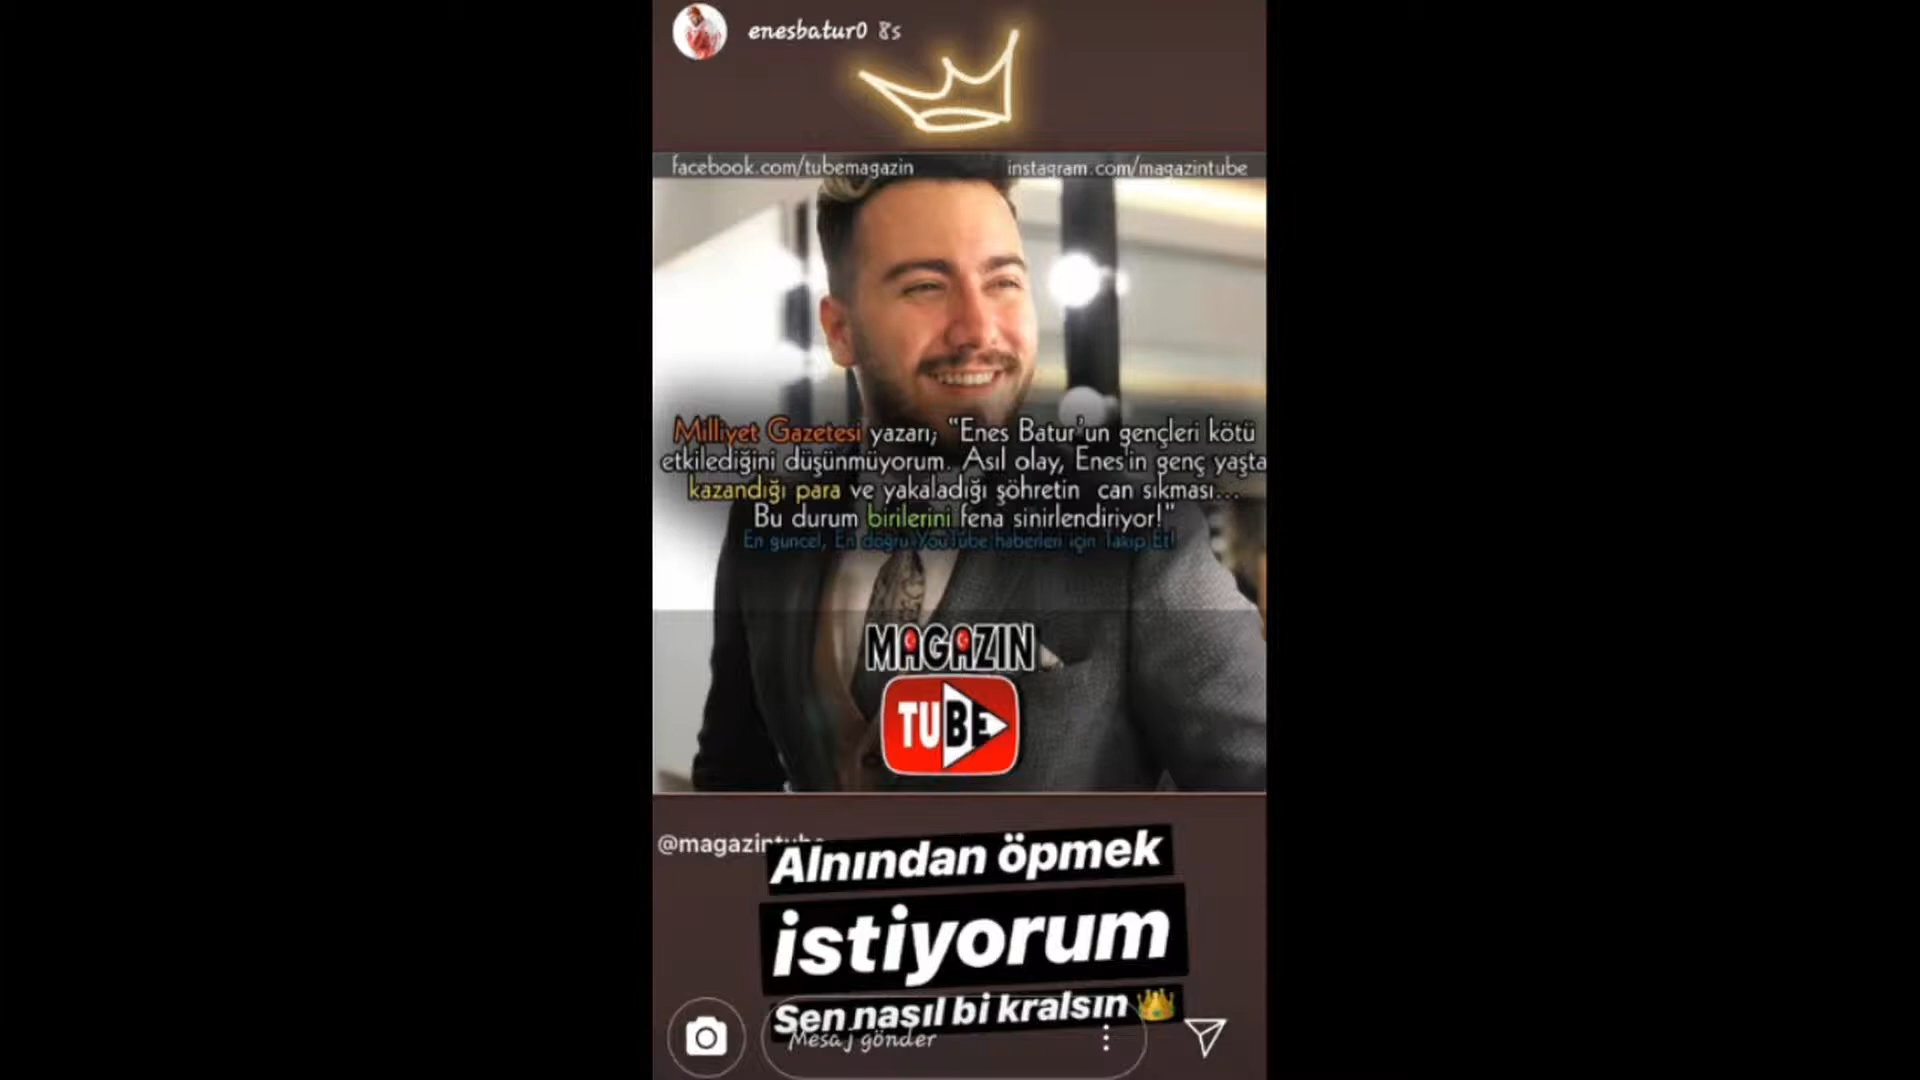 enesbatur0 8s
facebook.com/tubemagazin
instagram.com/magazintube
Milliyet Gazetesi yazarı; "Enes Batur'un gençleri kötü
etkilediğini düşünmüyorum. Asıl olay, Enes'in genç yaşta
kazandığı para ve yakaladığı şöhretin can sıkması...
Bu durum birilerini fena sinirlendiriyor!"
En güncel, En doğru YouTube haberleri için Takip Et!
MAGAZIN
TUBE
@magazintube
Alnından öpmek
istiyorum
Sen nasıl bi kralsın
Mesaj gönder